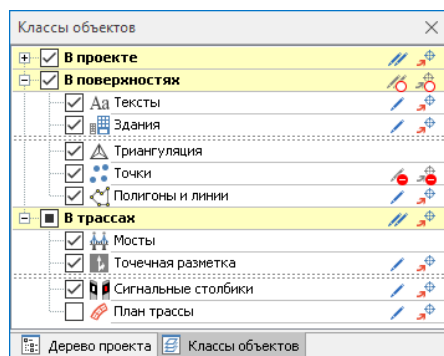 Классы объектов
В проекте
В поверхностях
Aa Тексты
Здания
Триангуляция
Точки
Полигоны и линии
В трассах
Мосты
Точечная разметка
Сигнальные столбики
План трассы
Дерево проекта Классы объектов